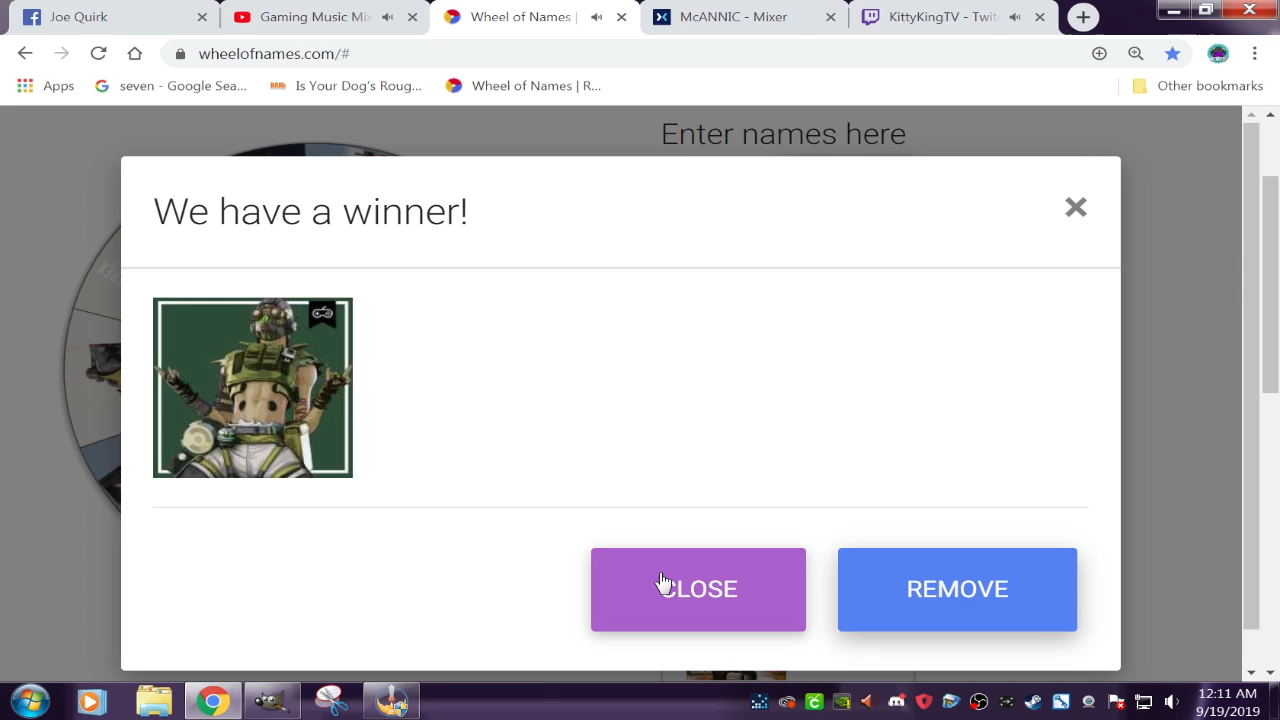 Joe Quirk
Gaming Music Mix
Wheel of Names |
McANNIC - Mixer
KittyKingTV - Twitc
wheelofnames.com/#
Apps
seven - Google Sea...
Is Your Dog's Roug...
Wheel of Names | R...
Other bookmarks
Enter names here
We have a winner!
CLOSE
REMOVE
12:11 AM
9/19/2019